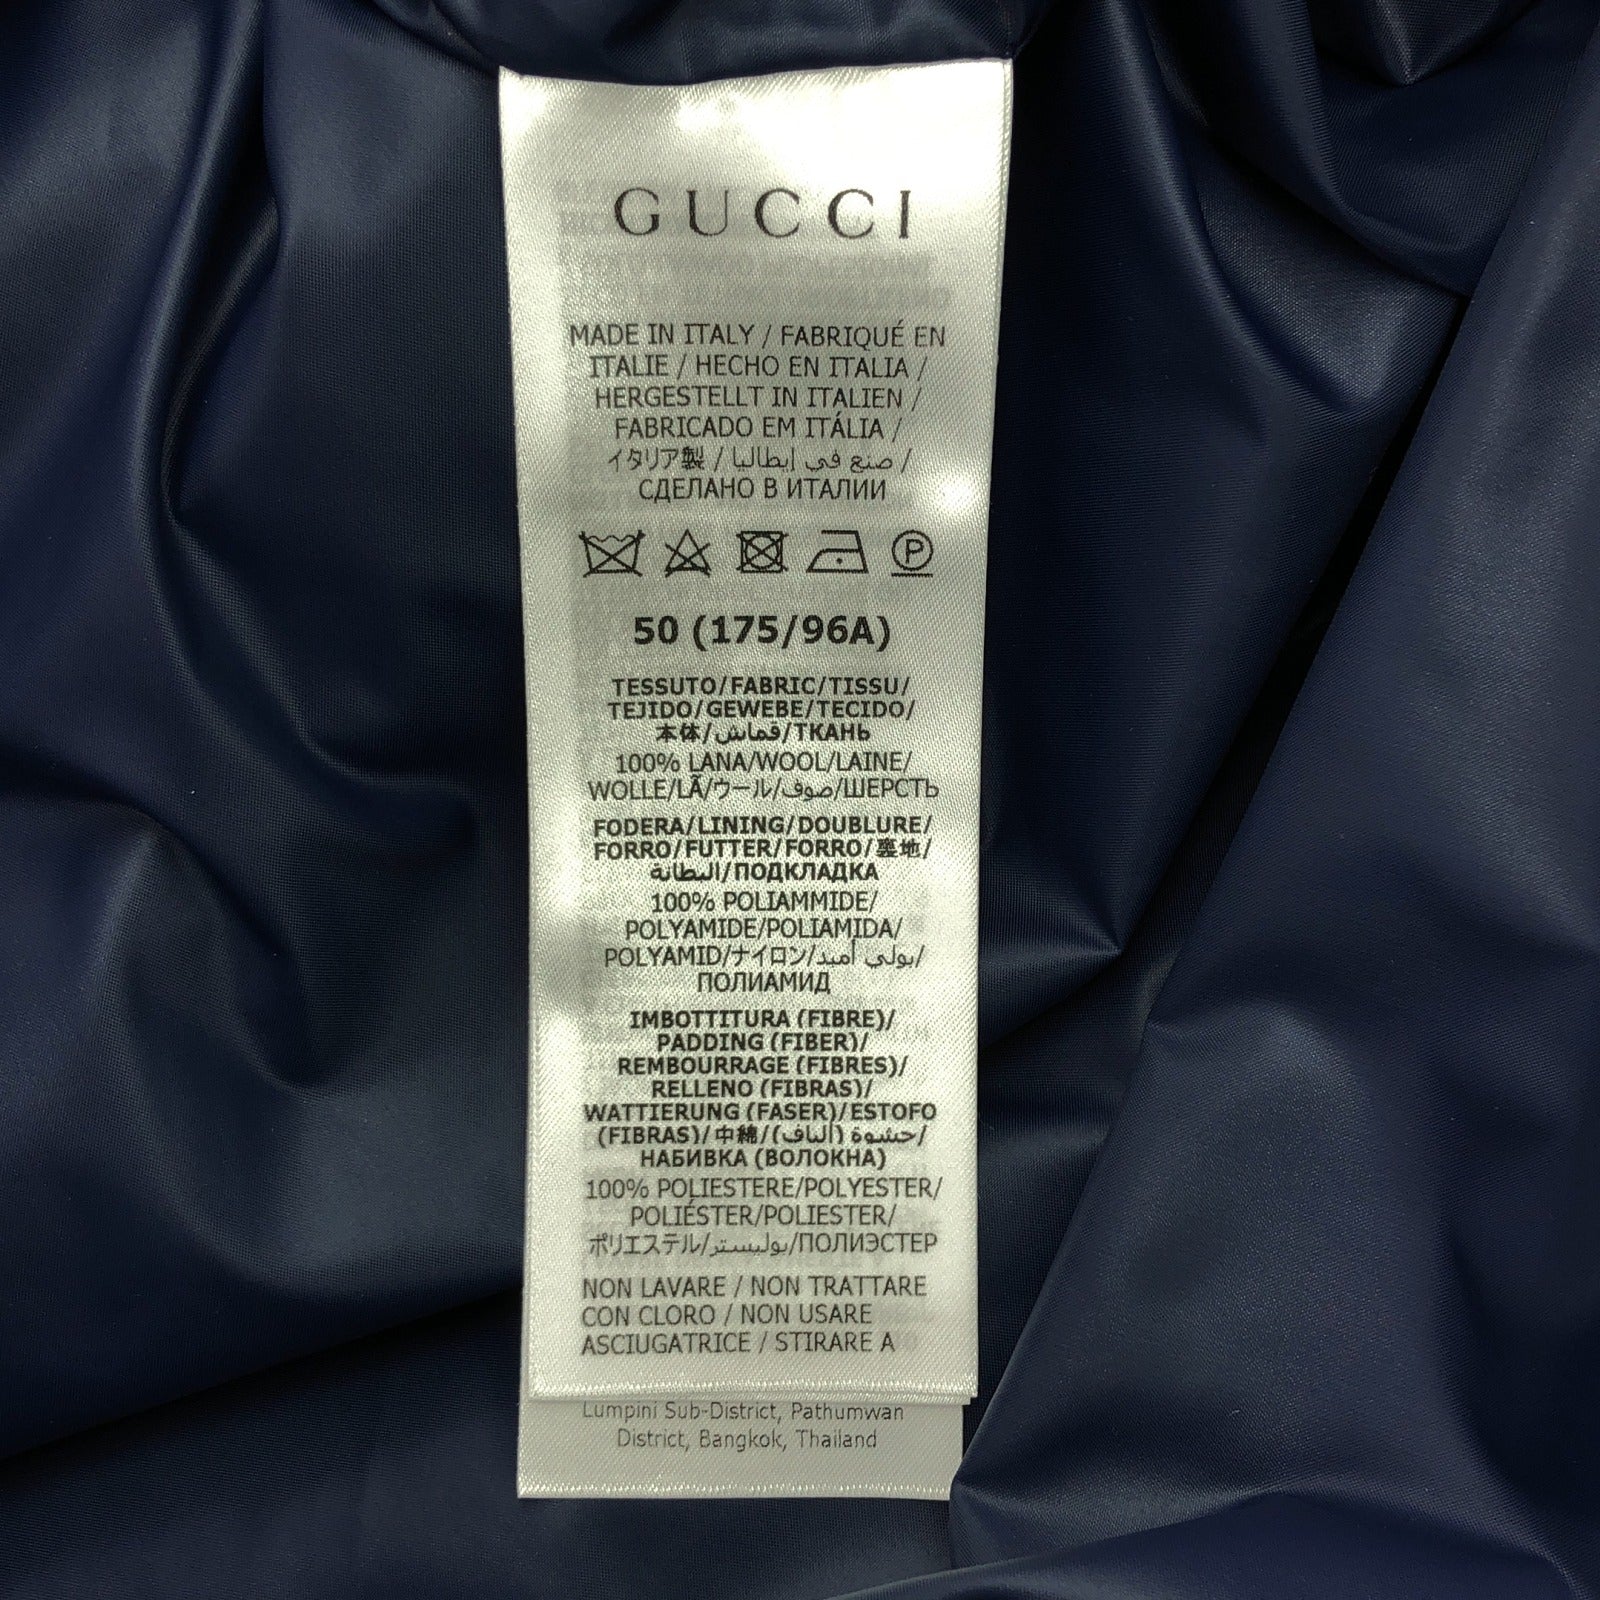 GUCCI
MADE IN ITALY / FABRIQUÉ EN
ITALIE / HECHO EN ITALIA /
HERGESTELLT IN ITALIEN /
FABRICADO EM ITÁLIA /
イタリア製 / صنع في إيطاليا /
СДЕЛАНО В ИТАЛИИ
P
50 (175/96A)
TESSUTO/FABRIC/TISSU/
TEJIDO/GEWEBE/TECIDO/
本体/قماش/ТКАНЬ
100% LANA/WOOL/LAINE/
WOLLE/LÃ/ウール/صوف/ШЕРСТЬ
FODERA/LINING/DOUBLURE/
FORRO/FUTTER/FORRO/裏地/
البطانة/ПОДКЛАДКА
100% POLIAMMIDE/
POLYAMIDE/POLIAMIDA/
POLYAMID/ナイロン/بولي أميد/
ПОЛИАМИД
IMBOTTITURA (FIBRE)/
PADDING (FIBER)/
REMBOURRAGE (FIBRES)/
RELLENO (FIBRAS)/
WATTIERUNG (FASER)/ESTOFO
(FIBRAS)/中綿/حشوة (ألياف)/
НАБИВКА (ВОЛОКНА)
100% POLIESTERE/POLYESTER/
POLIÉSTER/POLIESTER/
ポリエステル/بوليستر/ПОЛИЭСТЕР
NON LAVARE / NON TRATTARE
CON CLORO / NON USARE
ASCIUGATRICE / STIRARE A
Lumpini Sub-District, Pathumwan
District, Bangkok, Thailand